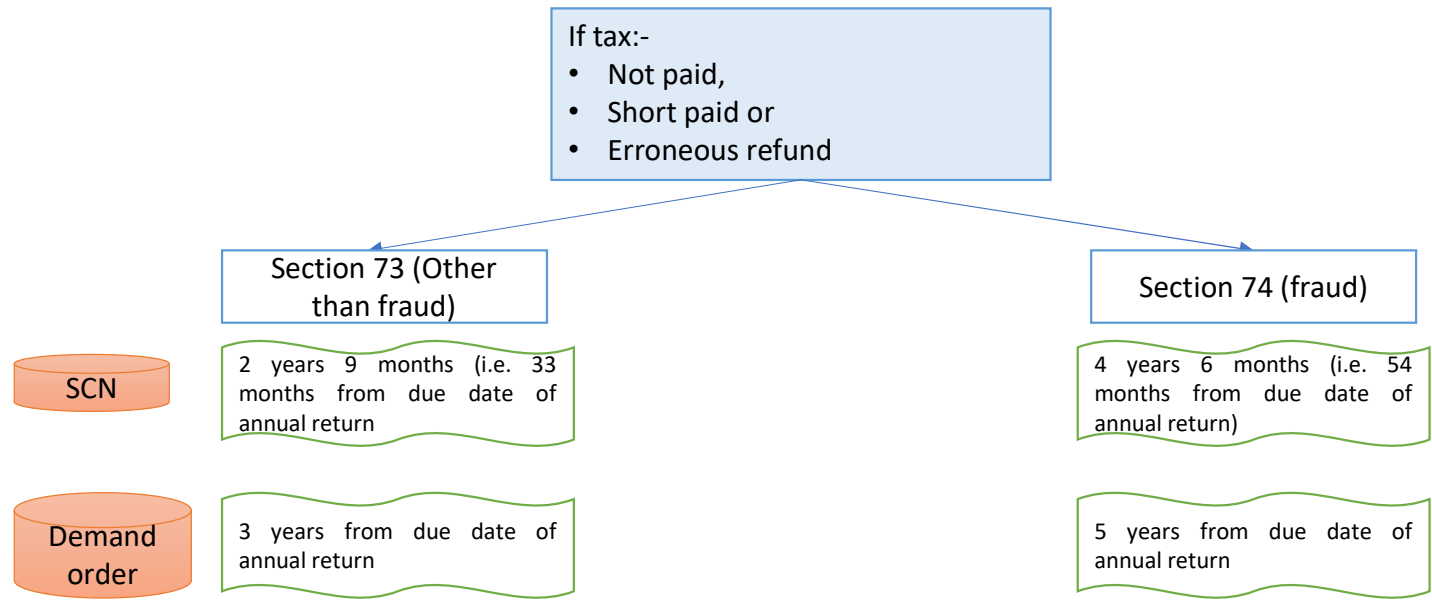 If tax:-
• Not paid,
• Short paid or
• Erroneous refund
Section 73 (Other
than fraud)
Section 74 (fraud)
SCN
2 years 9 months (i.e. 33
months from due date of
annual return
4 years 6 months (i.e. 54
months from due date of
annual return)
Demand
order
3 years from due date of
annual return
5 years from due date of
annual return